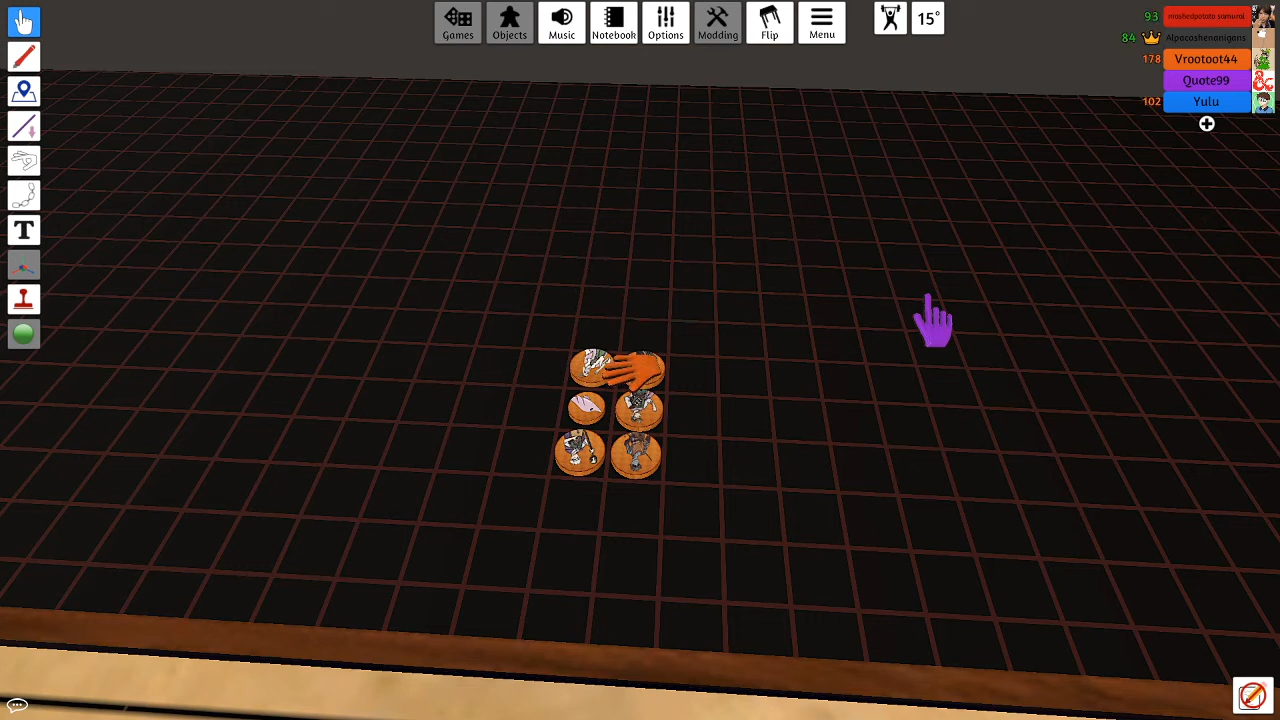 Games
Objects
Music
Notebook
Options
Modding
Flip
Menu
15°
93 mashedpotato samurai
84 Alpacashenanigans
178 Vrootoot44
Quote99
102 Yulu
T